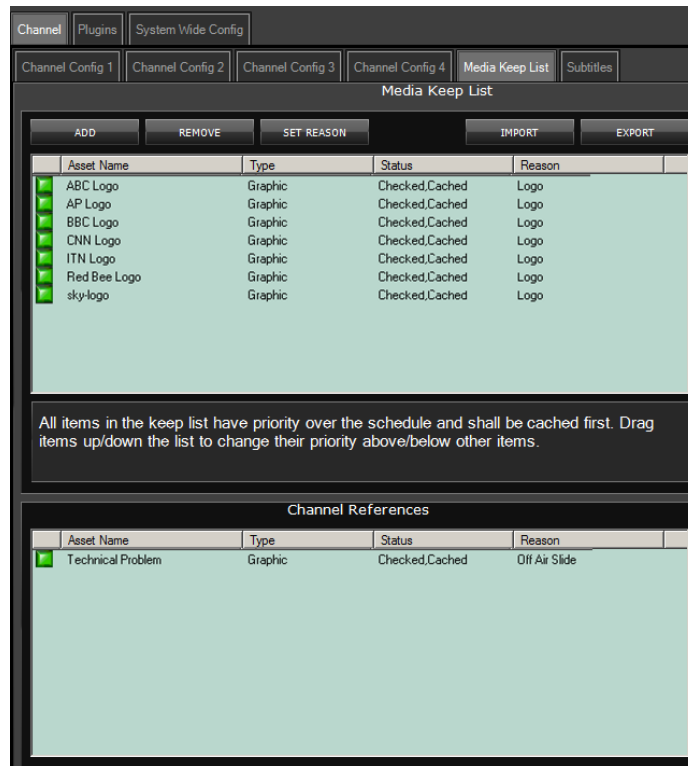 Channel Plugins System Wide Config
Channel Config 1 Channel Config 2 Channel Config 3 Channel Config 4 Media Keep List Subtitles
Media Keep List
ADD REMOVE SET REASON IMPORT EXPORT
Asset Name Type Status Reason
ABC Logo Graphic Checked,Cached Logo
AP Logo Graphic Checked,Cached Logo
BBC Logo Graphic Checked,Cached Logo
CNN Logo Graphic Checked,Cached Logo
ITN Logo Graphic Checked,Cached Logo
Red Bee Logo Graphic Checked,Cached Logo
sky-logo Graphic Checked,Cached Logo
All items in the keep list have priority over the schedule and shall be cached first. Drag
items up/down the list to change their priority above/below other items.
Channel References
Asset Name Type Status Reason
Technical Problem Graphic Checked,Cached Off Air Slide